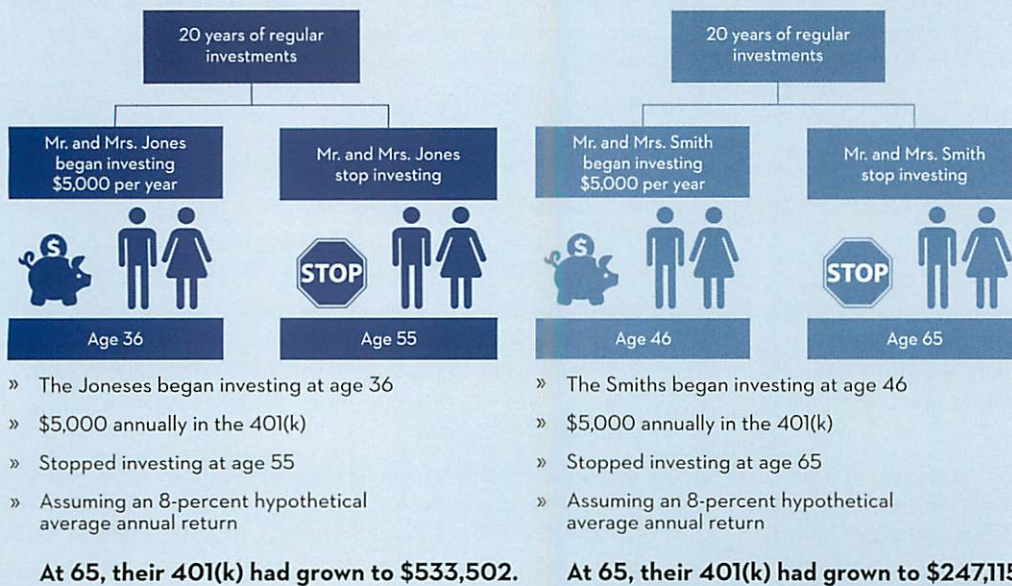 20 years of regular
investments
Mr. and Mrs. Jones
began investing
$5,000 per year
Mr. and Mrs. Jones
stop investing
$
STOP
Age 36
Age 55
» The Joneses began investing at age 36
» $5,000 annually in the 401(k)
» Stopped investing at age 55
» Assuming an 8-percent hypothetical
average annual return
At 65, their 401(k) had grown to $533,502.
20 years of regular
investments
Mr. and Mrs. Smith
began investing
$5,000 per year
Mr. and Mrs. Smith
stop investing
$
STOP
Age 46
Age 65
» The Smiths began investing at age 46
» $5,000 annually in the 401(k)
» Stopped investing at age 65
» Assuming an 8-percent hypothetical
average annual return
At 65, their 401(k) had grown to $247,115